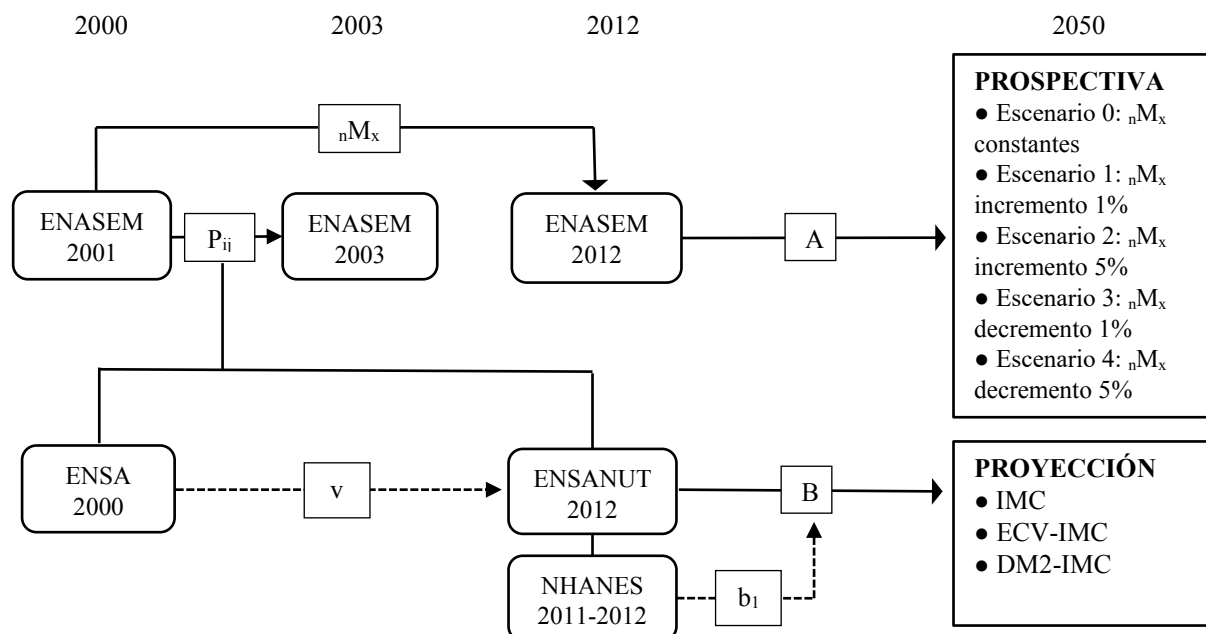 2000 2003 2012 2050
PROSPECTIVA
● Escenario 0: nMx
constantes
● Escenario 1: nMx
incremento 1%
● Escenario 2: nMx
incremento 5%
● Escenario 3: nMx
decremento 1%
● Escenario 4: nMx
decremento 5%
nMx
ENASEM
2001
Pij
ENASEM
2003
ENASEM
2012
A
ENSA
2000
v
ENSANUT
2012
B
PROYECCIÓN
● IMC
● ECV-IMC
● DM2-IMC
NHANES
2011-2012
b1